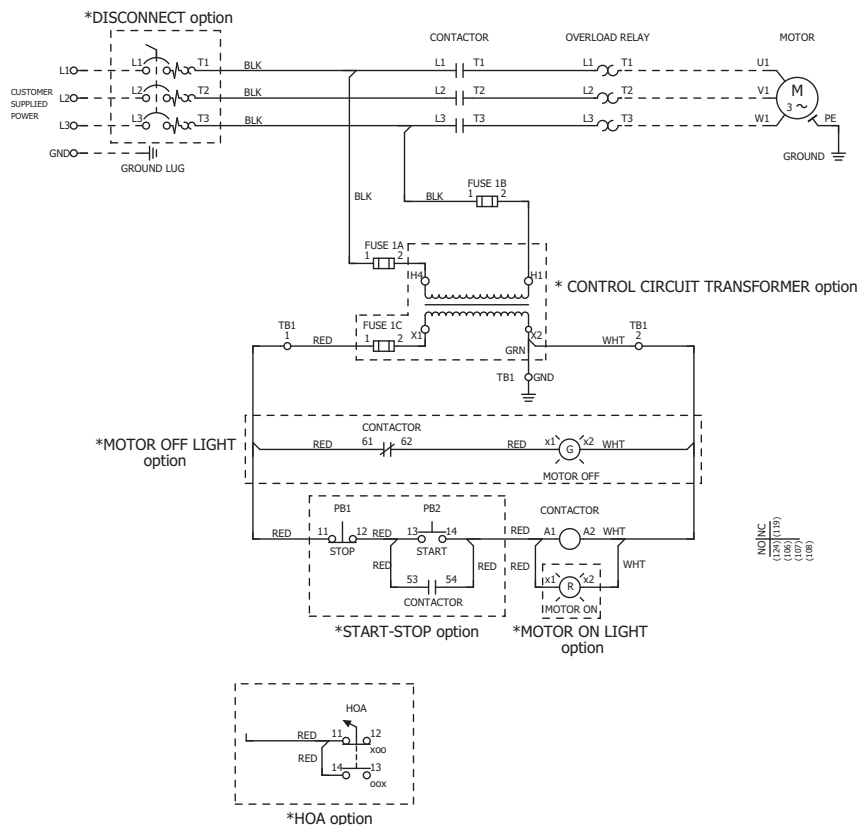 *DISCONNECT option
CONTACTOR OVERLOAD RELAY MOTOR
L1 L1 T1 BLK L1 T1 L1 T1 U1
CUSTOMER
SUPPLIED
POWER
L2 L2 T2 BLK L2 T2 L2 T2 V1
M
3 ~
L3 L3 T3 BLK L3 T3 L3 T3 W1 PE
GND
GROUND LUG
GROUND
FUSE 1B
BLK BLK 1 2
FUSE 1A
1 2
H4 H1
* CONTROL CIRCUIT TRANSFORMER option
TB1
1
RED
FUSE 1C
1 2
X1 X2
GRN
WHT
TB1
2
TB1 GND
*MOTOR OFF LIGHT
option
CONTACTOR
RED 61 62 RED x1 G x2 WHT
MOTOR OFF
PB1 PB2 CONTACTOR
RED 11 12 RED 13 14 RED A1 A2 WHT
STOP START
RED 53 54 RED RED x1 R x2 WHT
CONTACTOR MOTOR ON
*START-STOP option
*MOTOR ON LIGHT
option
NO NC
(124) (119)
(106)
(107)
(108)
HOA
RED 11 12
xoo
RED
14 13
oox
*HOA option